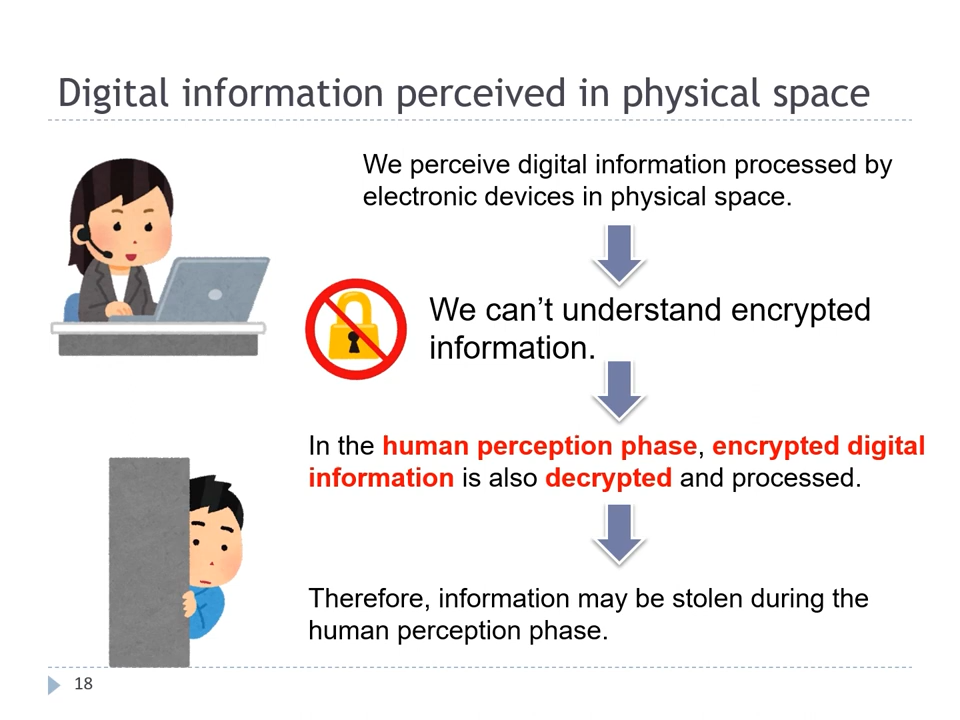 Digital information perceived in physical space
We perceive digital information processed by
electronic devices in physical space.
We can’t understand encrypted
information.
In the human perception phase, encrypted digital
information is also decrypted and processed.
Therefore, information may be stolen during the
human perception phase.
18